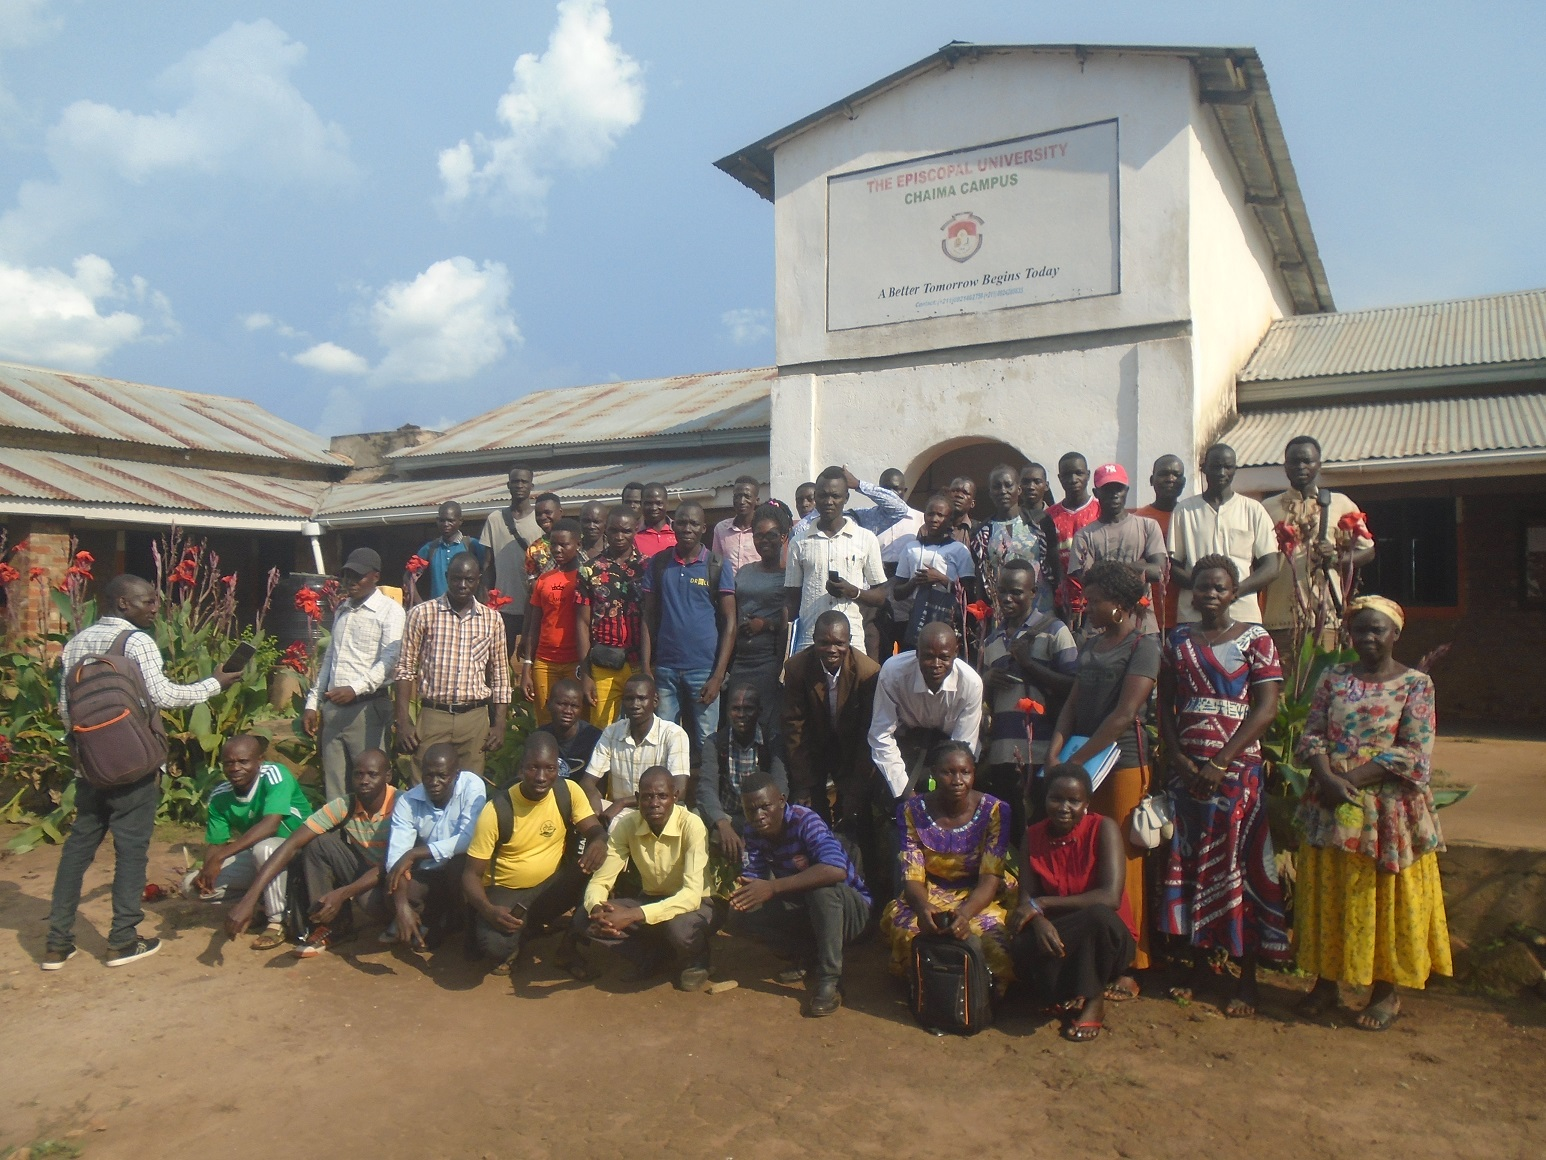 THE EPISCOPAL UNIVERSITY
CHAIMA CAMPUS
A Better Tomorrow Begins Today